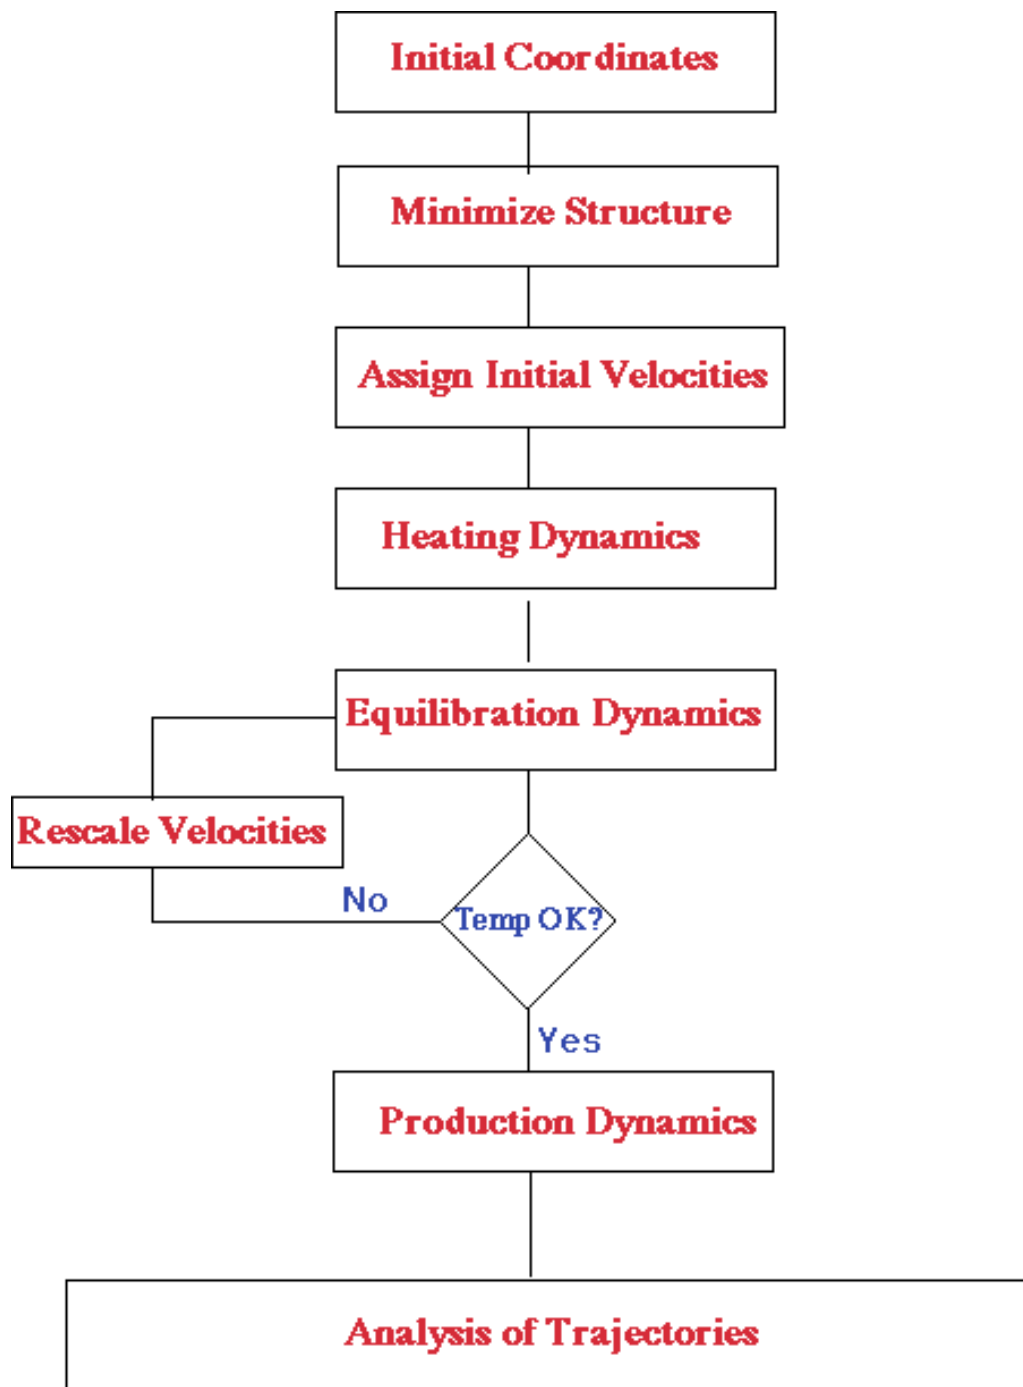 Initial Coordinates
Minimize Structure
Assign Initial Velocities
Heating Dynamics
Equilibration Dynamics
Rescale Velocities
No
Temp OK?
Yes
Production Dynamics
Analysis of Trajectories